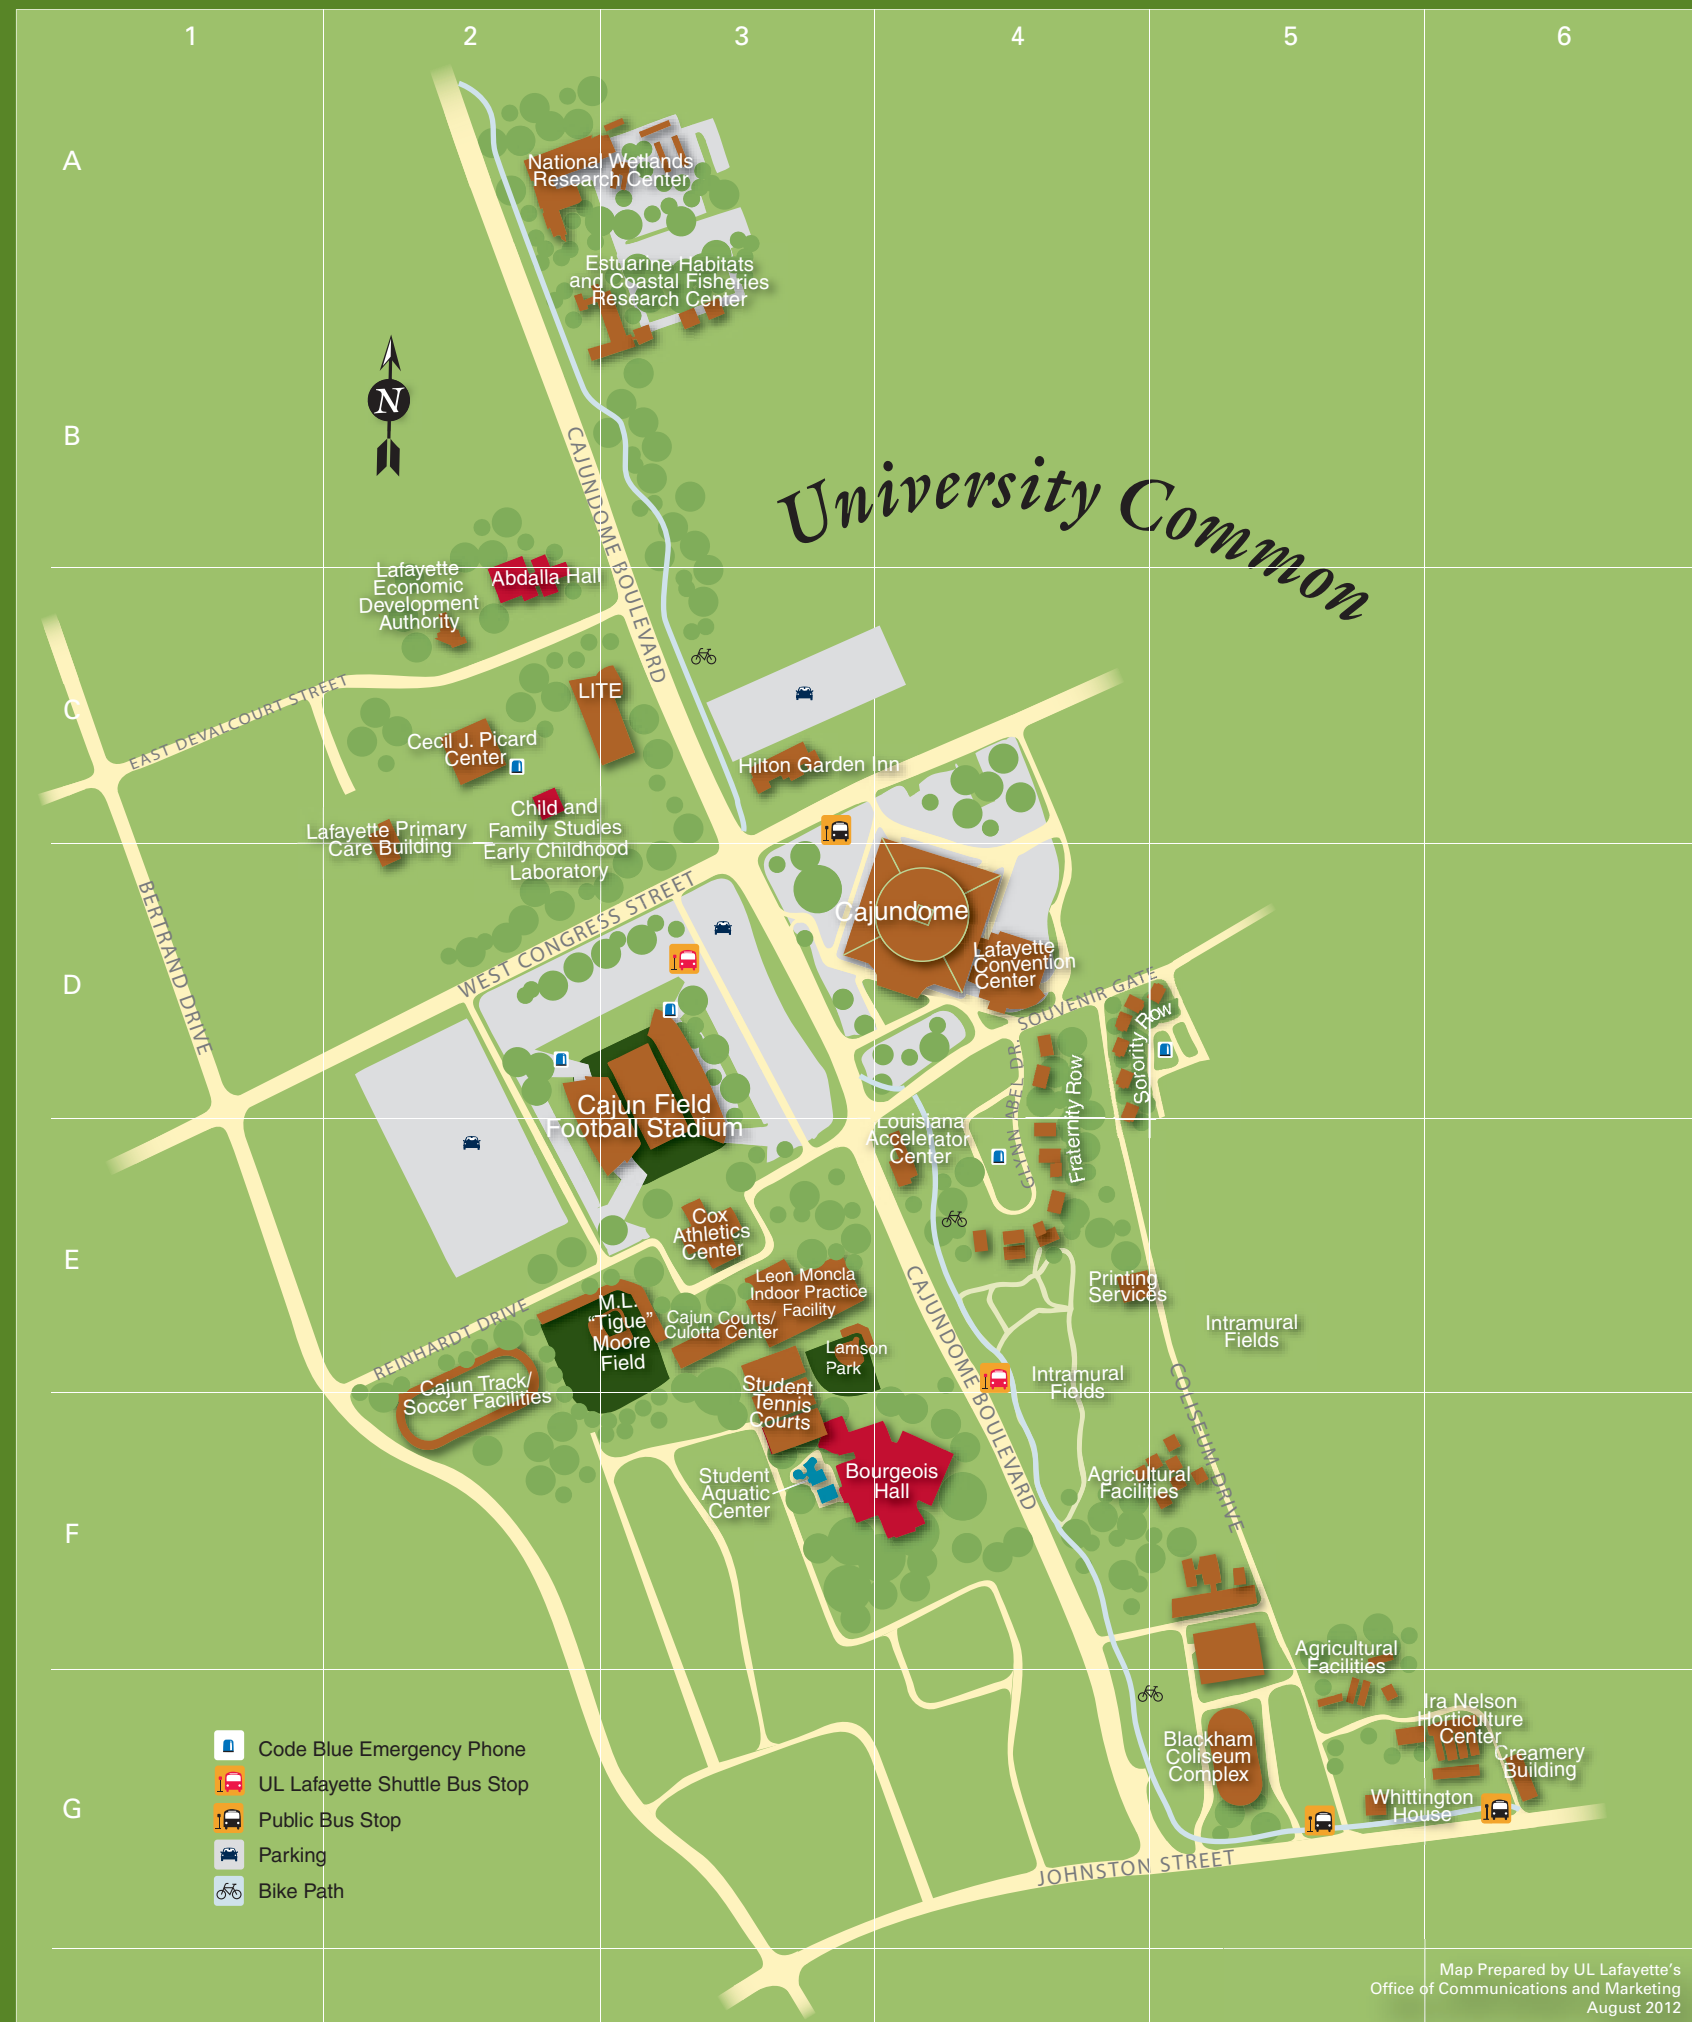 1 2 3 4 5 6
A
National Wetlands
Research Center
Estuarine Habitats
and Coastal Fisheries
Research Center
N
B
CAJUNDOME BOULEVARD
University Common
Lafayette
Economic
Development
Authority
Abdalla Hall
C
EAST DEVALCOURT STREET
LITE
Cecil J. Picard
Center
Hilton Garden Inn
Child and
Family Studies
Early Childhood
Laboratory
Lafayette Primary
Care Building
BERTRAND DRIVE
WEST CONGRESS STREET
Cajundome
Lafayette
Convention
Center
D
SOUVENIR GATE
Sorority Row
GLYNN ABEL DR.
Fraternity Row
Cajun Field
Football Stadium
Louisiana
Accelerator
Center
Cox
Athletics
Center
E
Leon Moncla
Indoor Practice
Facility
Printing
Services
Intramural
Fields
M.L.
“Tigue”
Moore
Field
Cajun Courts/
Culotta Center
REINHARDT DRIVE
CAJUNDOME BOULEVARD
Lamson
Park
Intramural
Fields
COLISEUM DRIVE
Cajun Track/
Soccer Facilities
Student
Tennis
Courts
Student
Aquatic
Center
Bourgeois
Hall
Agricultural
Facilities
F
Agricultural
Facilities
Ira Nelson
Horticulture
Center
Creamery
Building
Blackham
Coliseum
Complex
Whittington
House
G
JOHNSTON STREET
Code Blue Emergency Phone
UL Lafayette Shuttle Bus Stop
Public Bus Stop
Parking
Bike Path
Map Prepared by UL Lafayette’s
Office of Communications and Marketing
August 2012